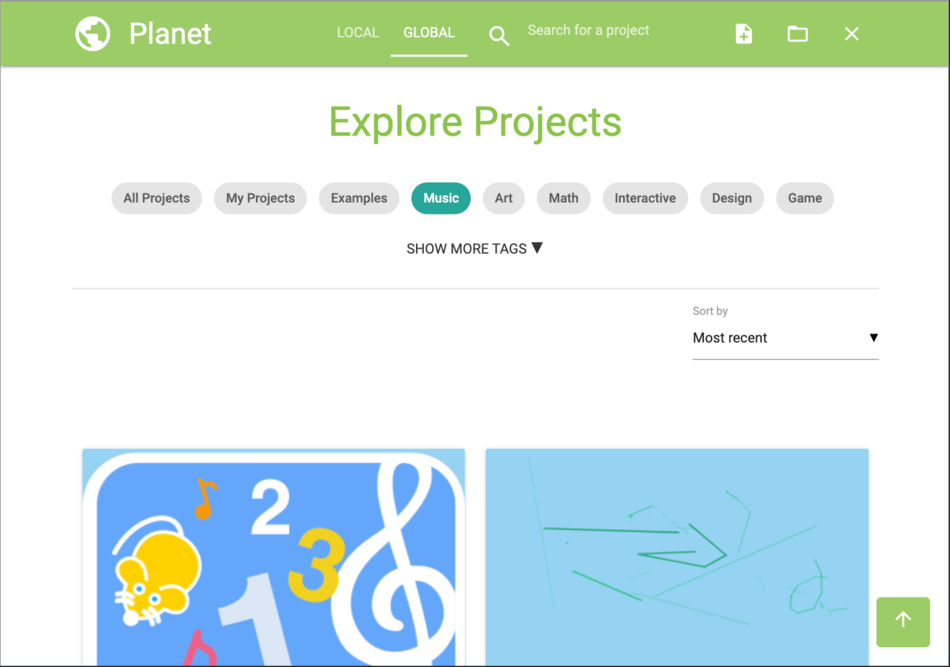 Planet
LOCAL GLOBAL Search for a project
Explore Projects
All Projects My Projects Examples Music Art Math Interactive Design Game
SHOW MORE TAGS ▼
Sort by
Most recent ▼
2
3
1